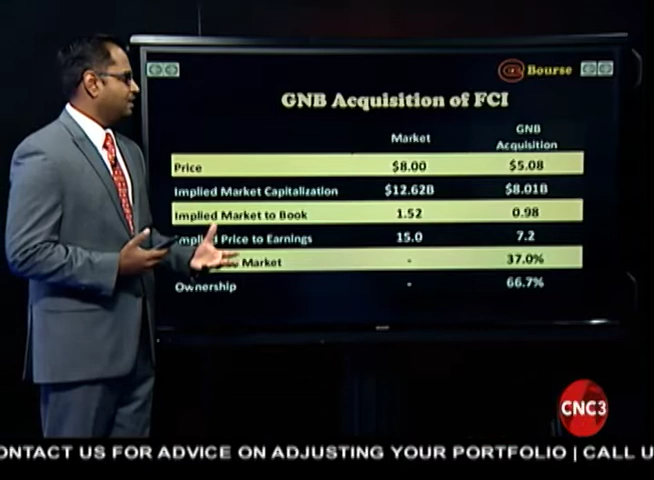 @ Bourse
GNB Acquisition of FCI
Market
GNB
Acquisition
Price $8.00 $5.08
Implied Market Capitalization $12.62B $8.01B
Implied Market to Book 1.52 0.98
Price to Earnings 15.0 7.2
Market - 37.0%
Ownership - 66.7%
CNC3
CONTACT US FOR ADVICE ON ADJUSTING YOUR PORTFOLIO | CALL U